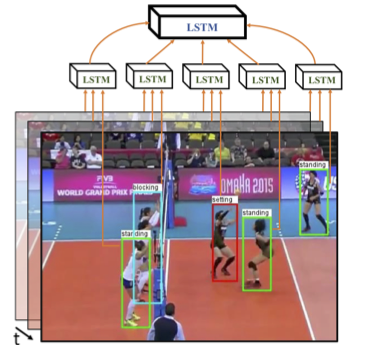 LSTM
LSTM
LSTM
LSTM
LSTM
LSTM
standing
blocking
setting
standing
standing
FIVB
WORLD GRAND PRIX
OMAHA 2015
t